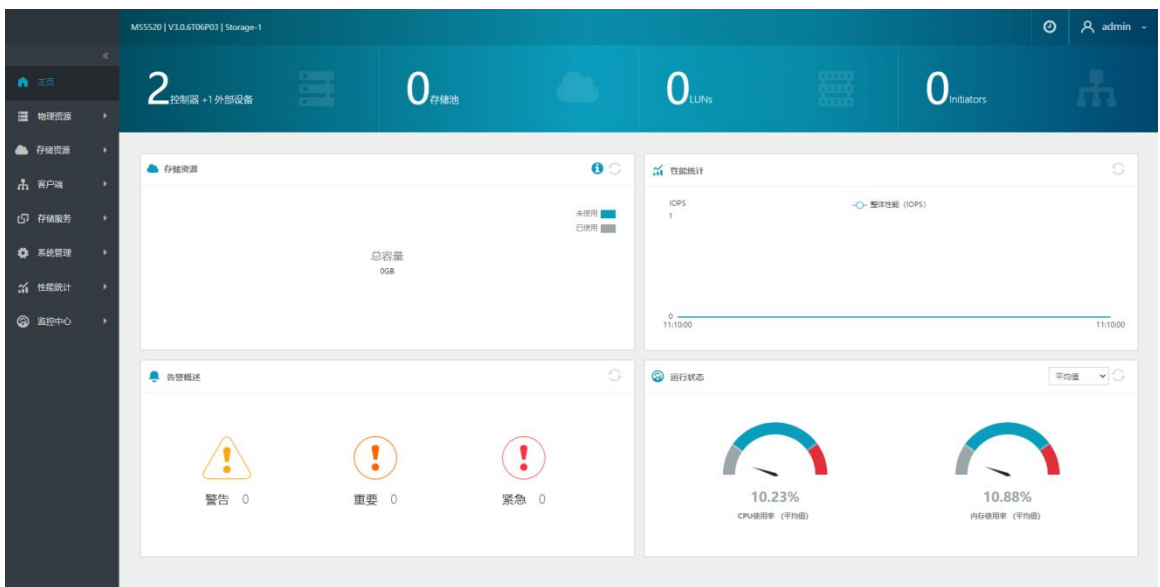 MS5520 | V3.0.6T06P03 | Storage-1
admin
主页
物理资源
存储资源
客户端
存储服务
系统管理
性能统计
监控中心
2 控制器 +1 外部设备
0 存储池
0 LUNs
0 Initiators
存储资源
未使用
已使用
总容量
0GB
性能统计
IOPS
整体性能（IOPS）
1
0
11:10:00
11:10:00
告警概述
警告 0
重要 0
紧急 0
运行状态
平均值
10.23%
CPU使用率 （平均值）
10.88%
内存使用率 （平均值）